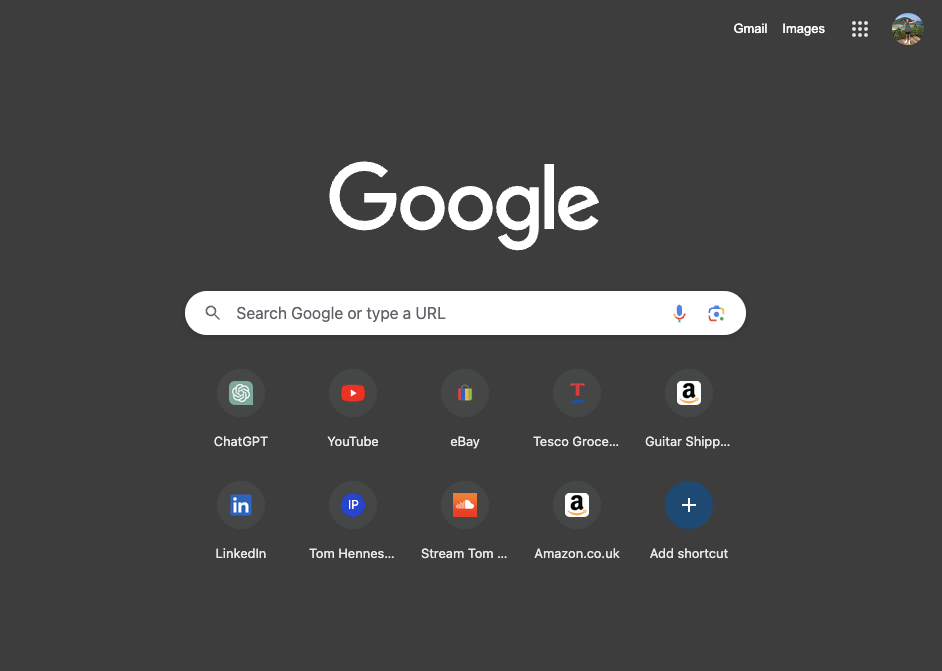 Gmail Images
Google
Search Google or type a URL
ChatGPT YouTube eBay Tesco Groce... Guitar Shipp...
IP
LinkedIn Tom Hennes... Stream Tom ... Amazon.co.uk Add shortcut